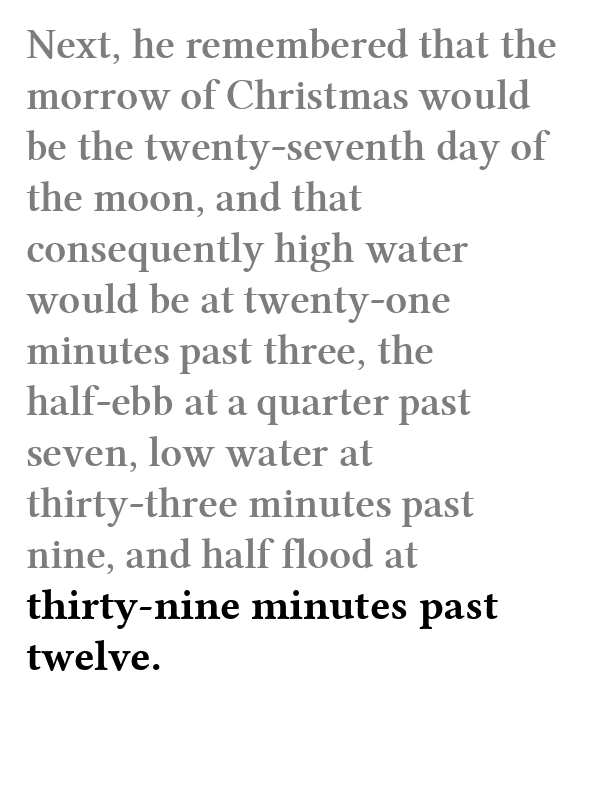 Next, he remembered that the
morrow of Christmas would
be the twenty-seventh day of
the moon, and that
consequently high water
would be at twenty-one
minutes past three, the
half-ebb at a quarter past
seven, low water at
thirty-three minutes past
nine, and half flood at
thirty-nine minutes past
twelve.